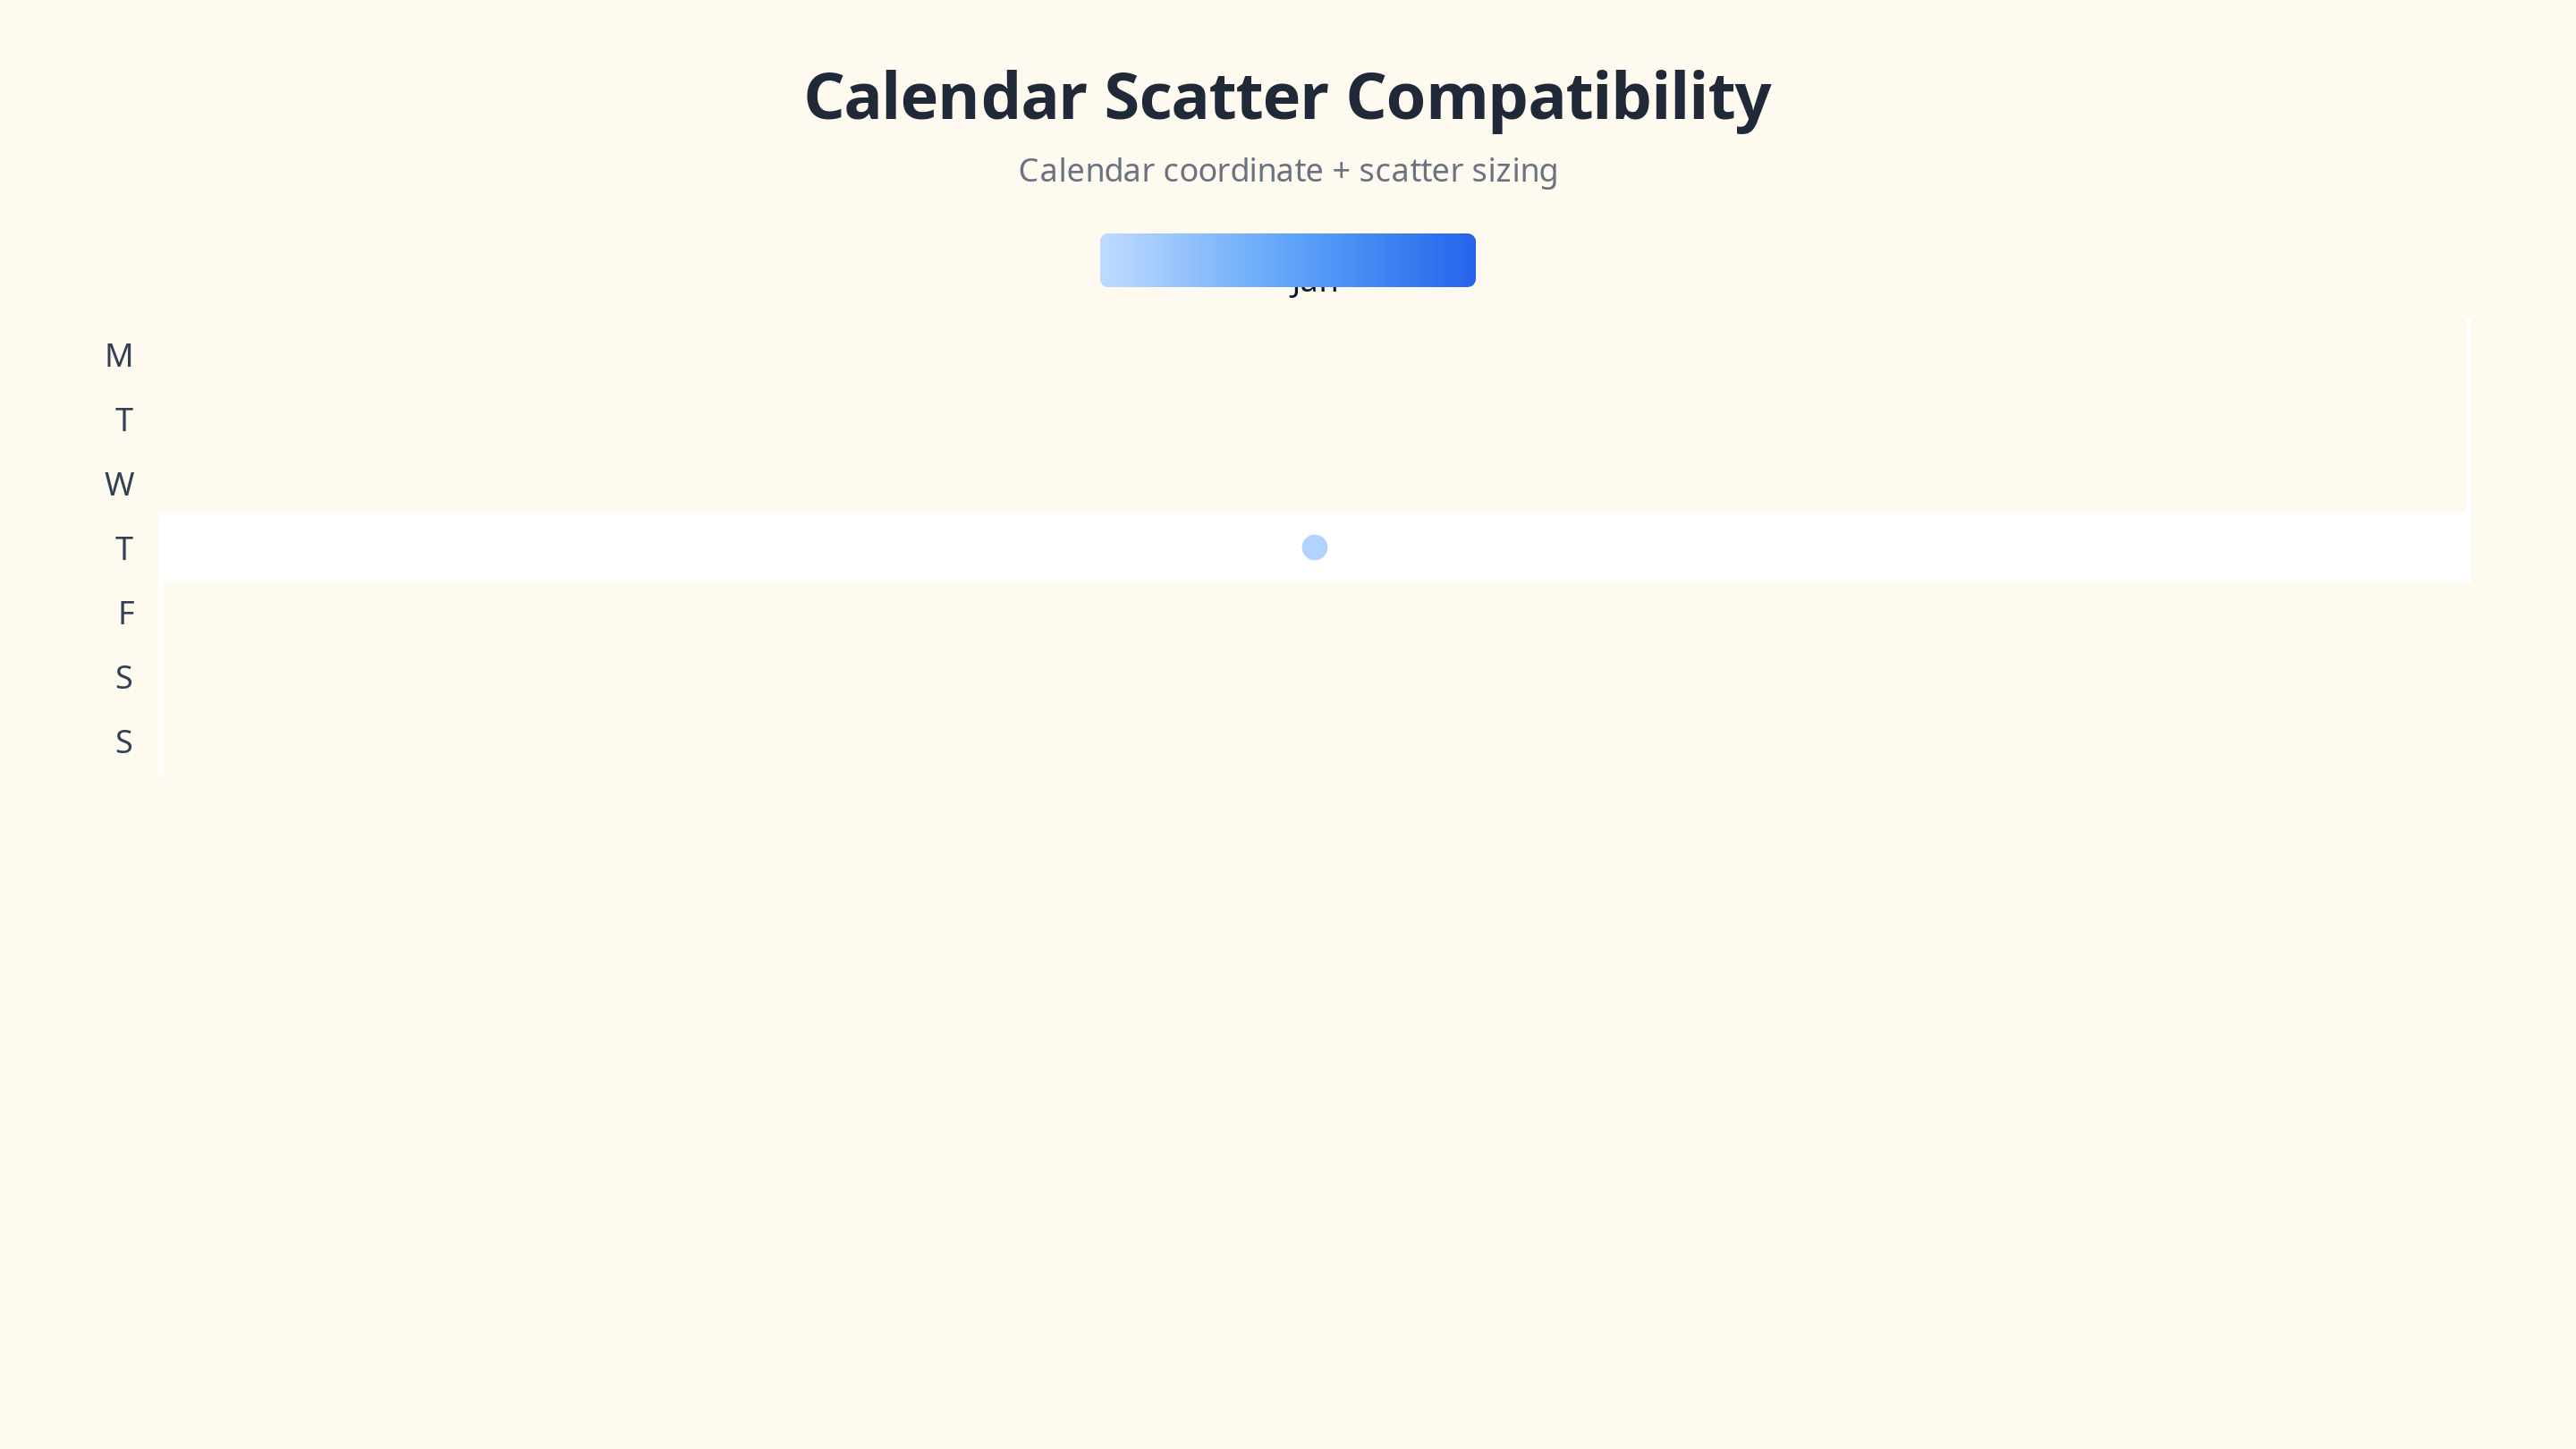 Calendar Scatter Compatibility
Calendar coordinate + scatter sizing
M
T
W
T
F
S
S